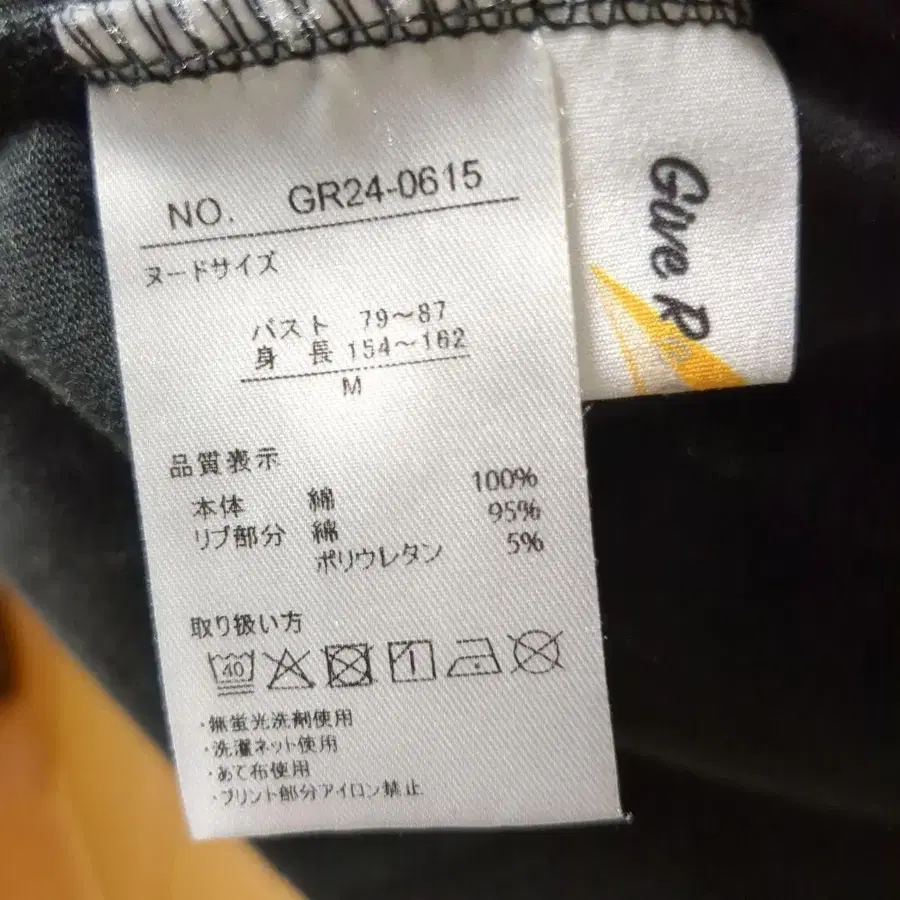 NO. GR24-0615
ヌードサイズ
バスト 79〜87
身 長 154〜162
M
品質表示
本体 綿 100%
リブ部分 綿 95%
ポリウレタン 5%
取り扱い方
40
・無蛍光洗剤使用
・洗濯ネット使用
・あて布使用
・プリント部分アイロン禁止
Give R